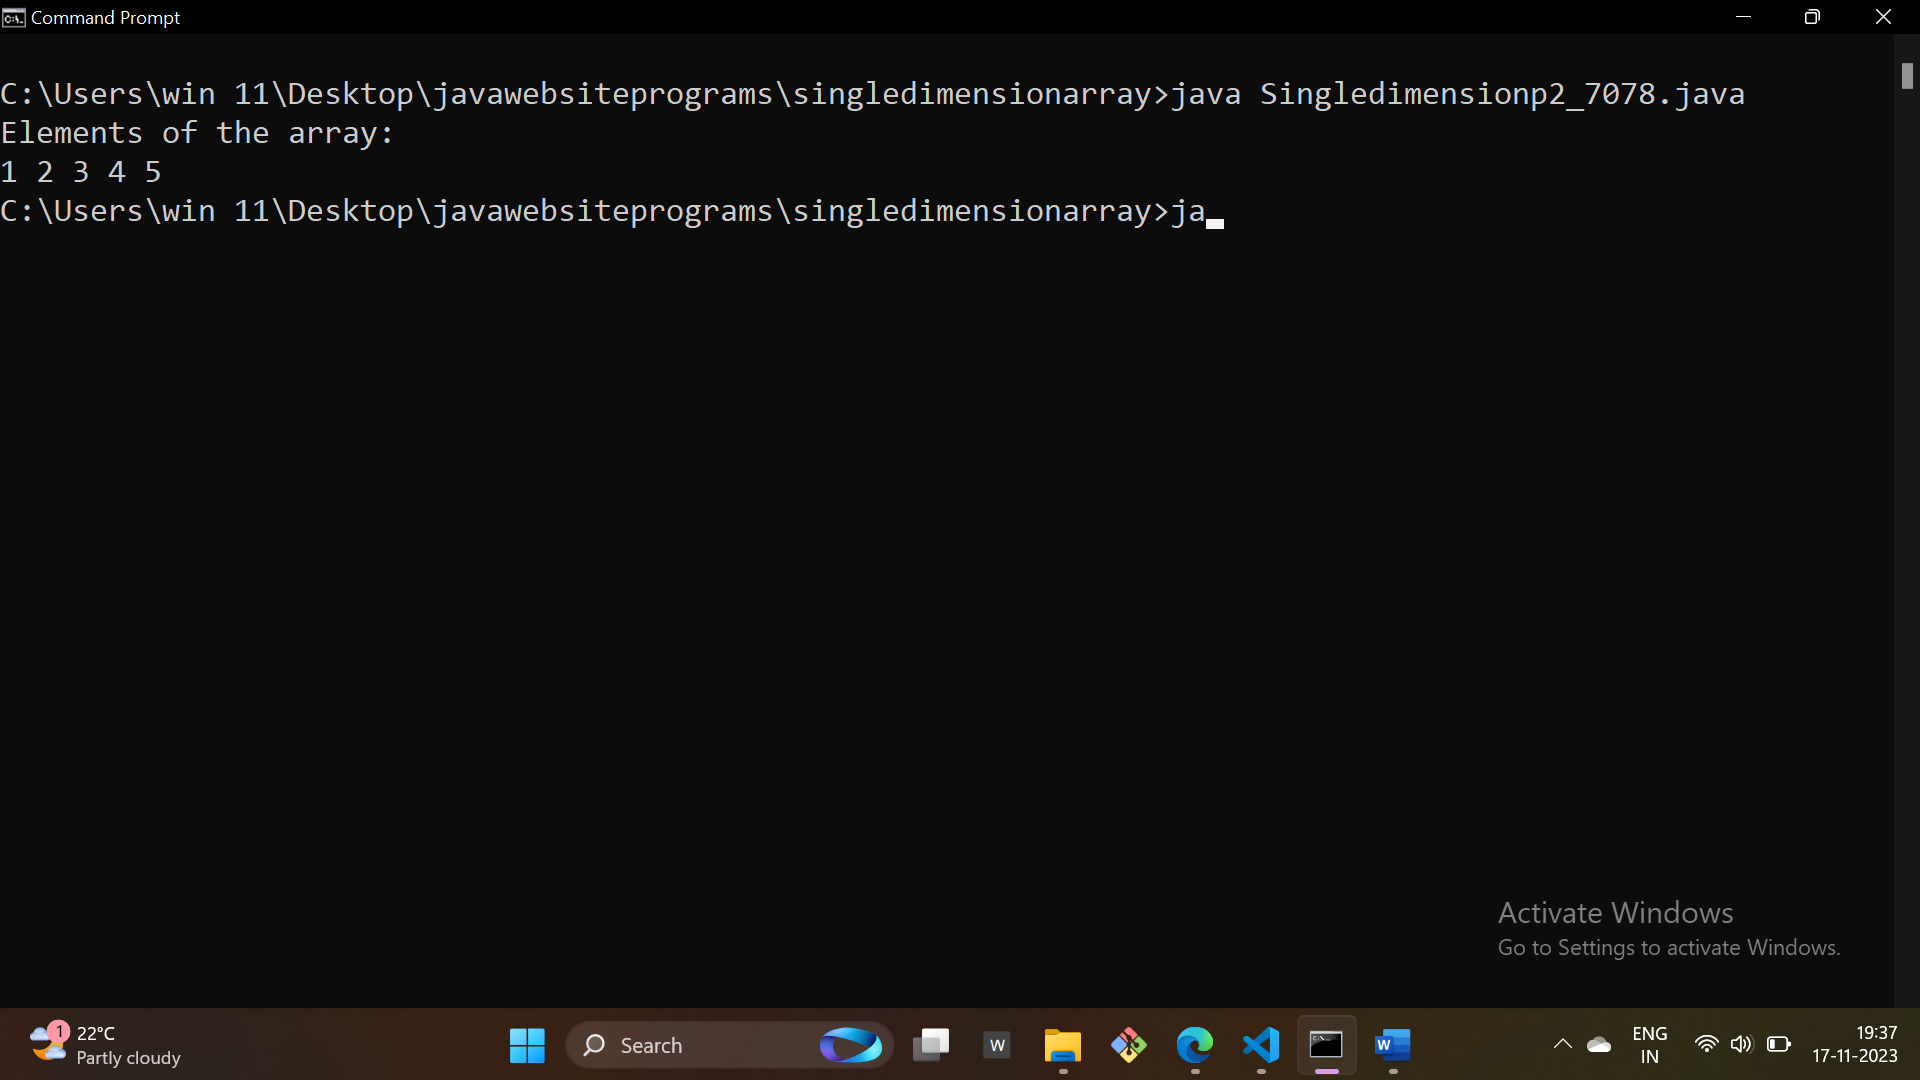 Command Prompt
C:\Users\win 11\Desktop\javawebsiteprograms\singledimensionarray>java Singledimensionp2_7078.java
Elements of the array:
1 2 3 4 5
C:\Users\win 11\Desktop\javawebsiteprograms\singledimensionarray>ja
Activate Windows
Go to Settings to activate Windows.
1
22°C
Partly cloudy
Search
W
W
ENG
IN
19:37
17-11-2023